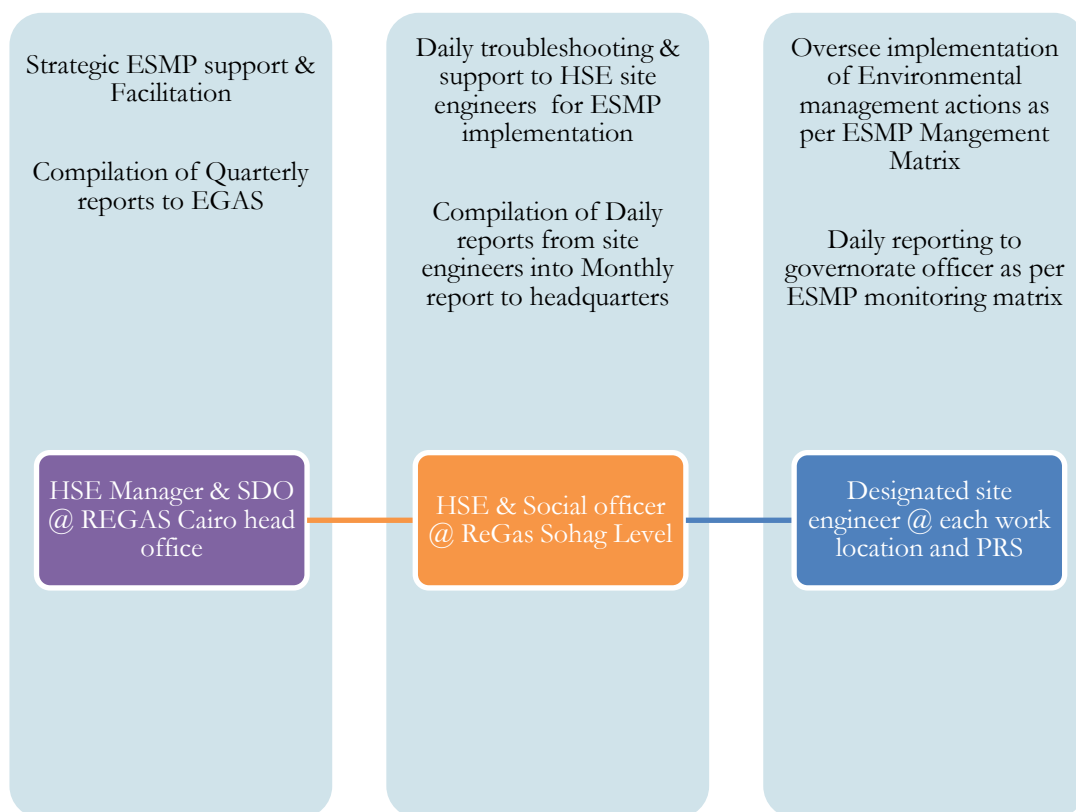 Strategic ESMP support &
Facilitation
Compilation of Quarterly
reports to EGAS
HSE Manager & SDO
@ REGAS Cairo head
office
Daily troubleshooting &
support to HSE site
engineers for ESMP
implementation
Compilation of Daily
reports from site
engineers into Monthly
report to headquarters
HSE & Social officer
@ ReGas Sohag Level
Oversee implementation
of Environmental
management actions as
per ESMP Mangement
Matrix
Daily reporting to
governorate officer as per
ESMP monitoring matrix
Designated site
engineer @ each work
location and PRS